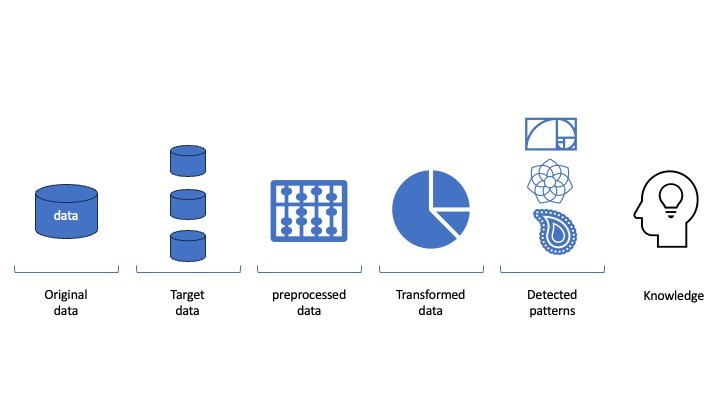 data
Original
data
Target
data
preprocessed
data
Transformed
data
Detected
patterns
Knowledge